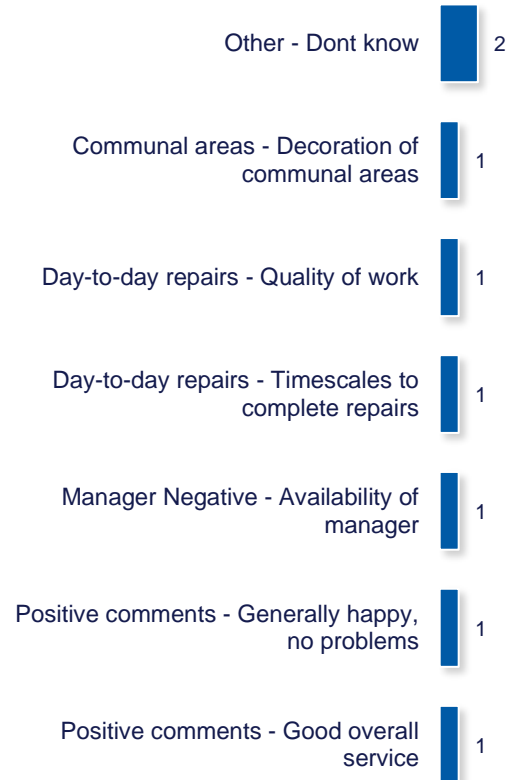 Other - Dont know
2
Communal areas - Decoration of
communal areas
1
Day-to-day repairs - Quality of work
1
Day-to-day repairs - Timescales to
complete repairs
1
Manager Negative - Availability of
manager
1
Positive comments - Generally happy,
no problems
1
Positive comments - Good overall
service
1